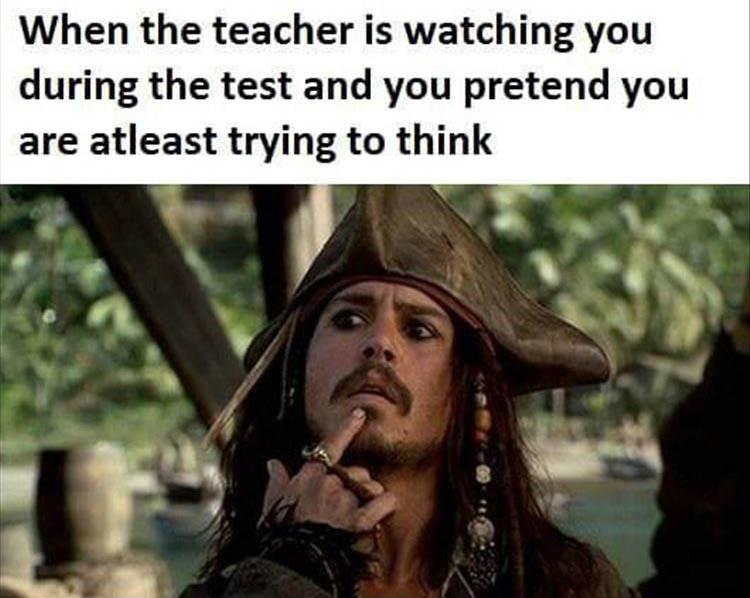 When the teacher is watching you
during the test and you pretend you
are atleast trying to think